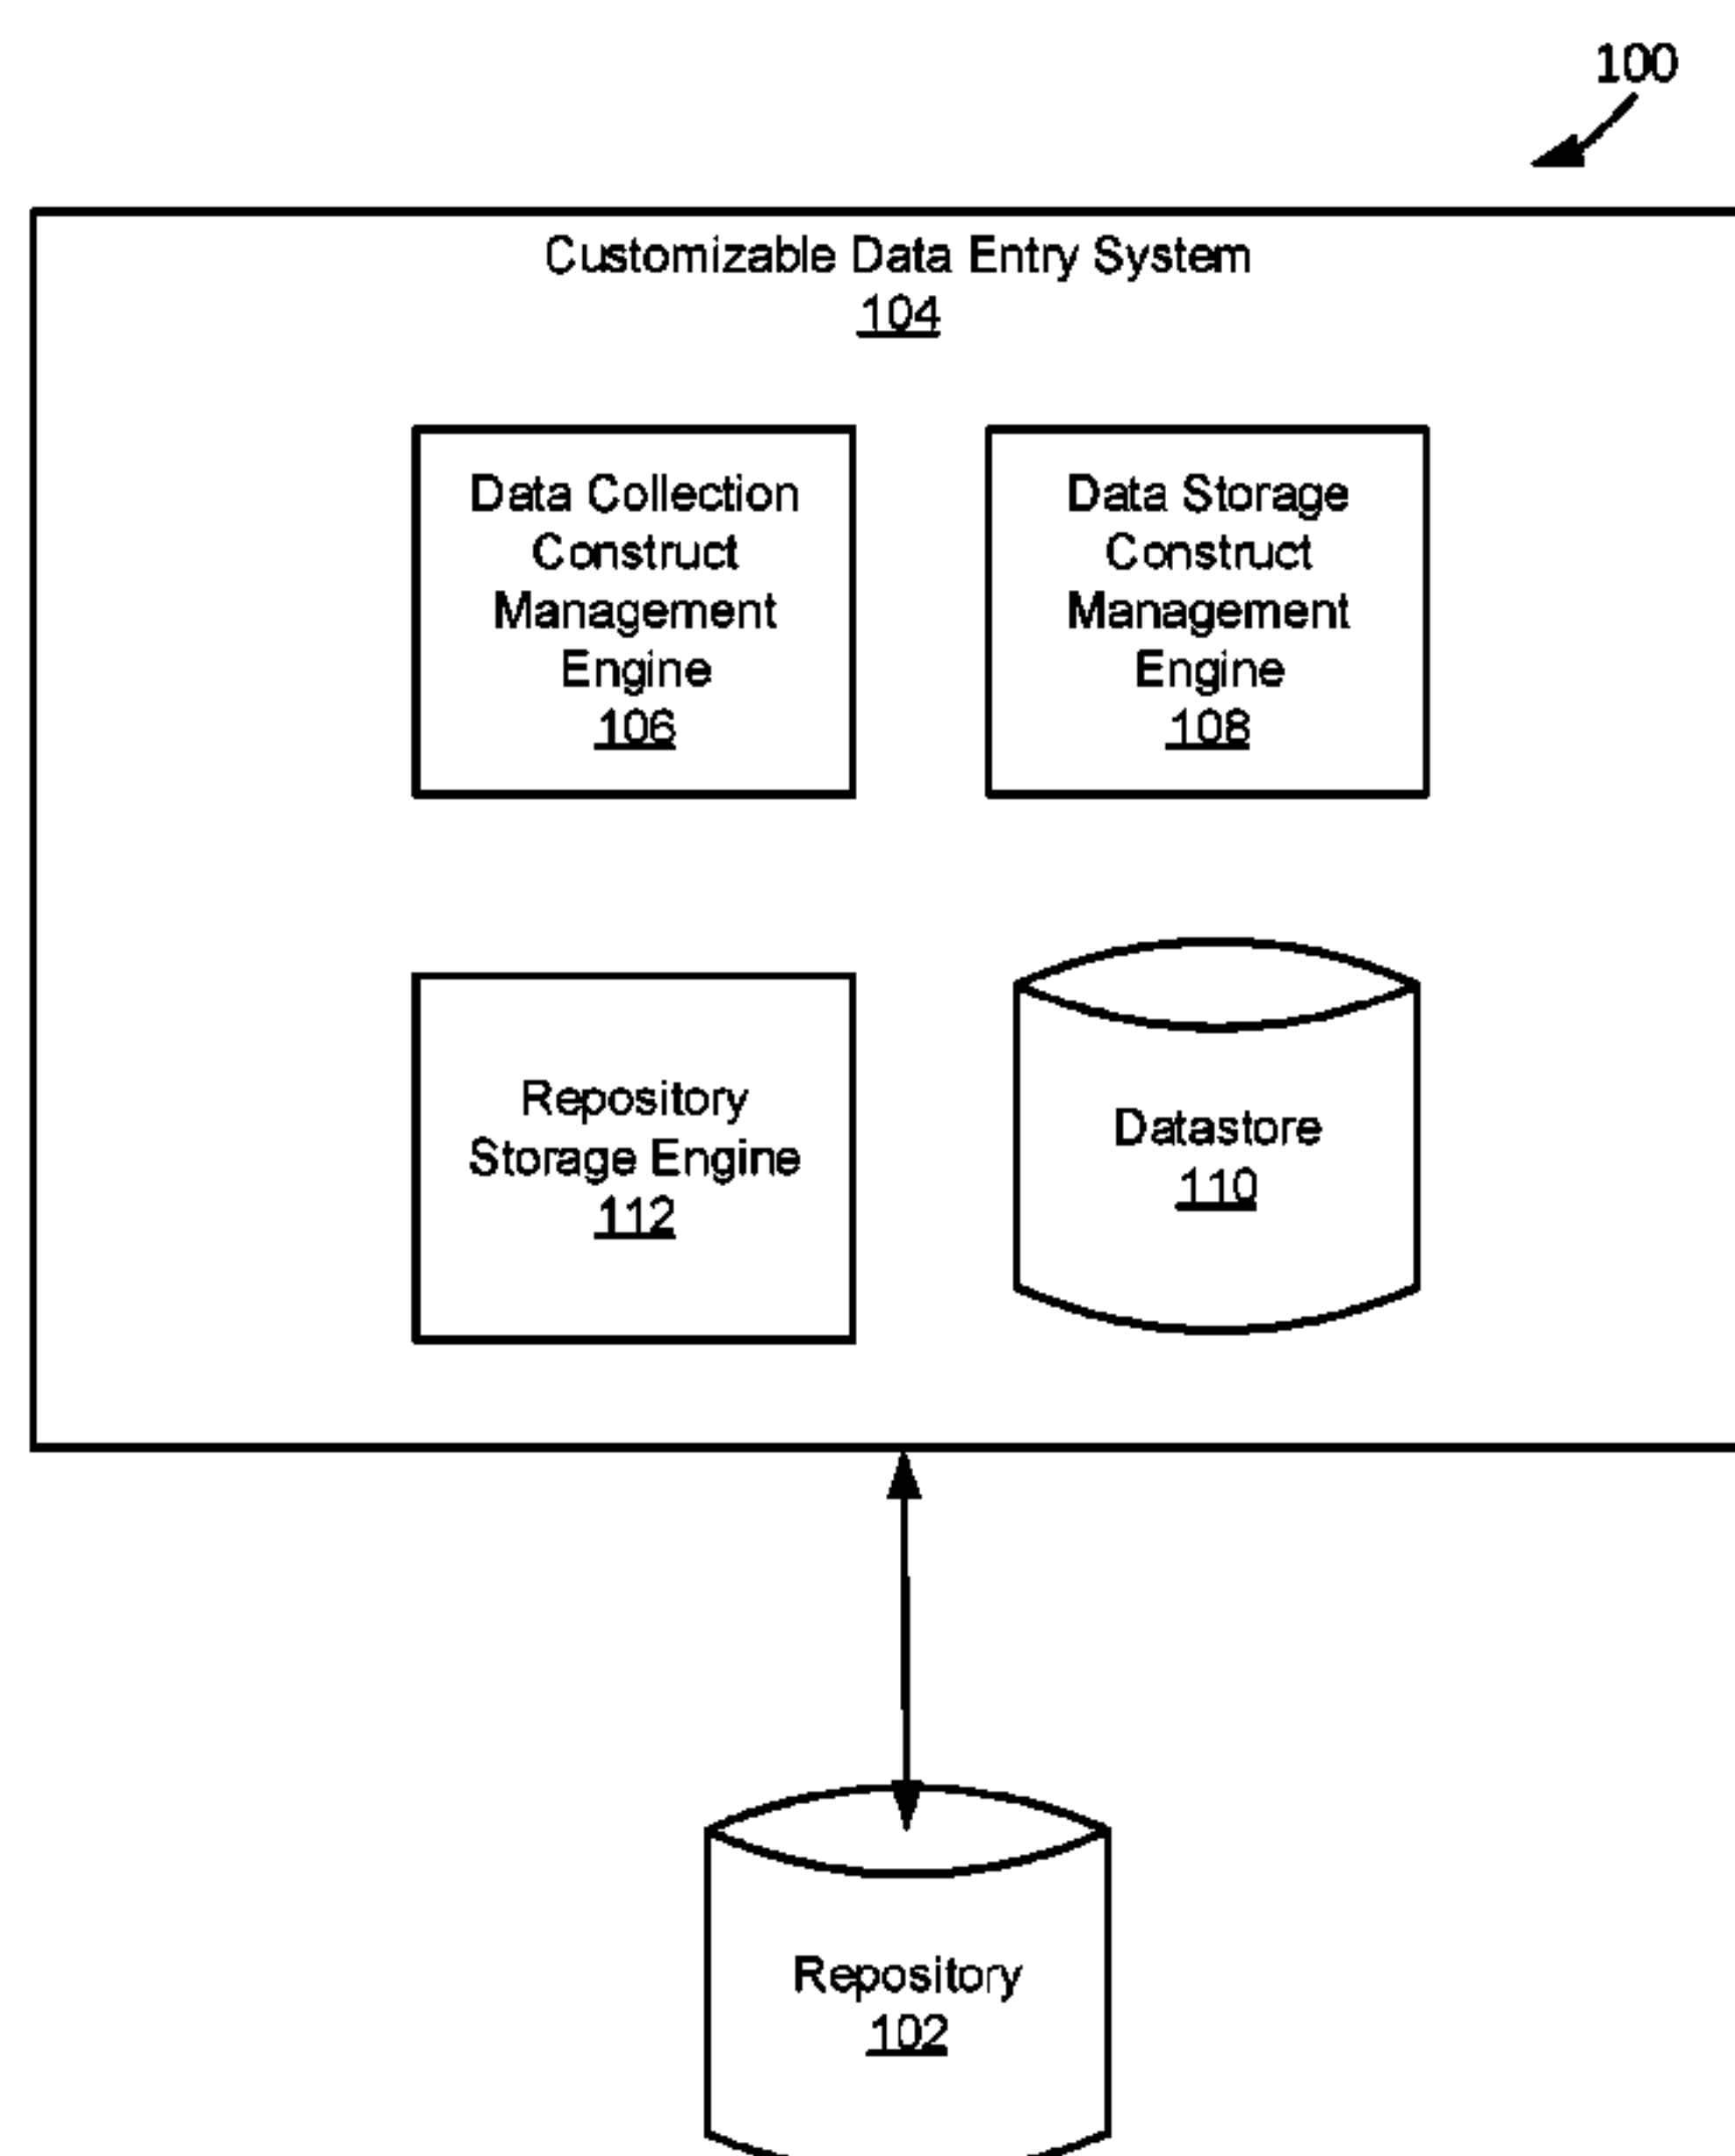 100
Customizable Data Entry System
104
Data Collection
Construct
Management
Engine
106
Data Storage
Construct
Management
Engine
108
Repository
Storage Engine
112
Datastore
110
Repository
102